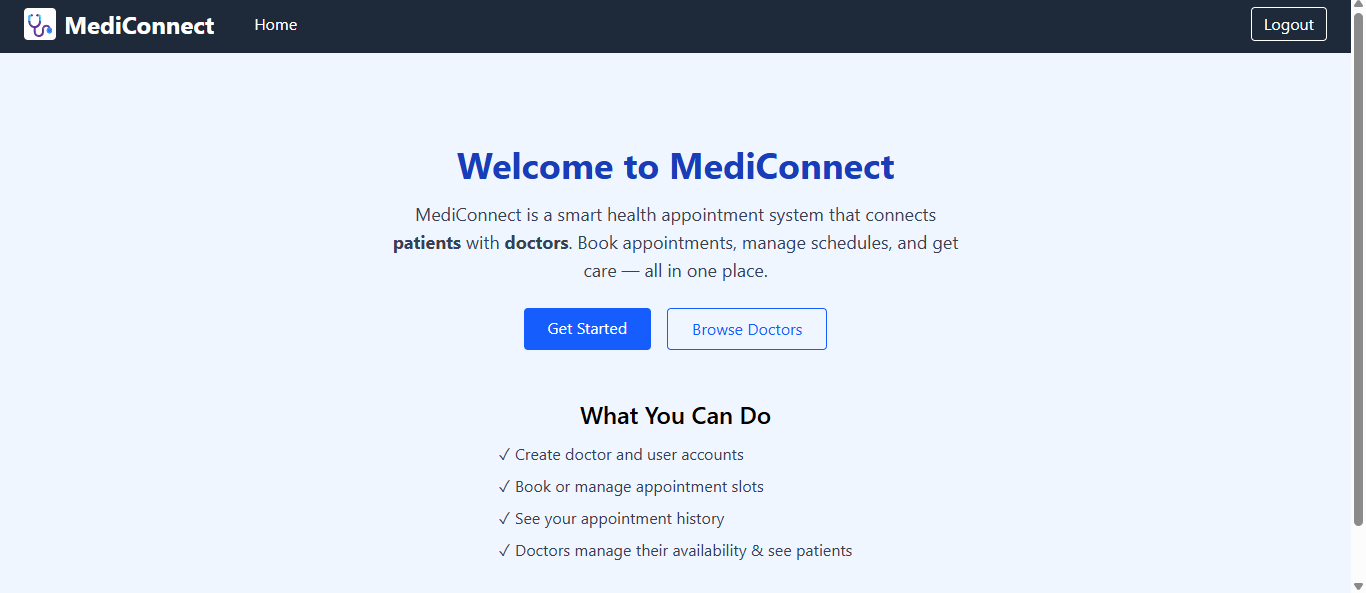 MediConnect Home Logout
Welcome to MediConnect
MediConnect is a smart health appointment system that connects
patients with doctors. Book appointments, manage schedules, and get
care — all in one place.
Get Started Browse Doctors
What You Can Do
✓ Create doctor and user accounts
✓ Book or manage appointment slots
✓ See your appointment history
✓ Doctors manage their availability & see patients